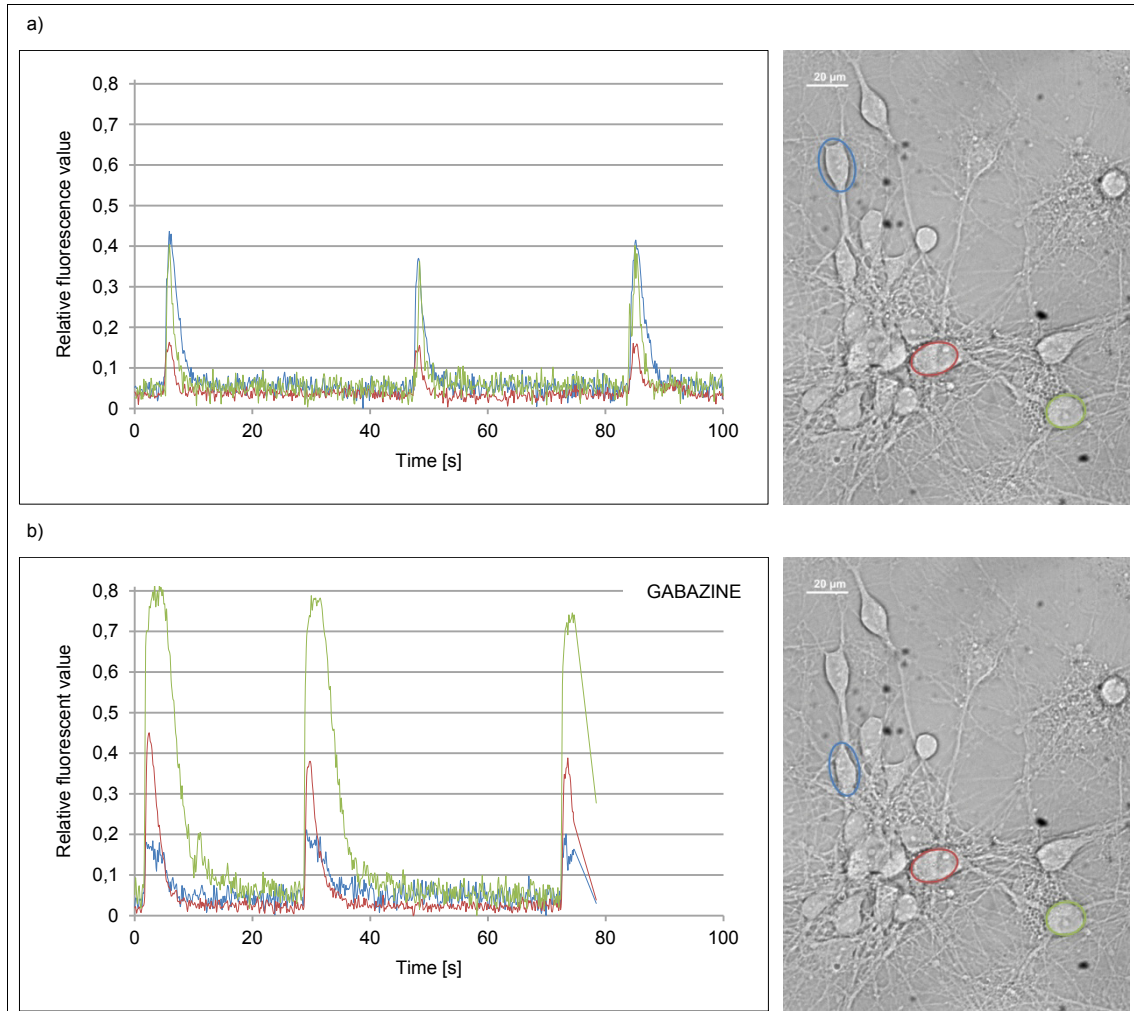 a)
0,8
0,7
0,6
0,5
0,4
0,3
0,2
0,1
0
Relative fluorescence value
0 20 40 60 80 100
Time [s]
20 µm
b)
GABAZINE
0,8
0,7
0,6
0,5
0,4
0,3
0,2
0,1
0
Relative fluorescent value
0 20 40 60 80 100
Time [s]
20 µm